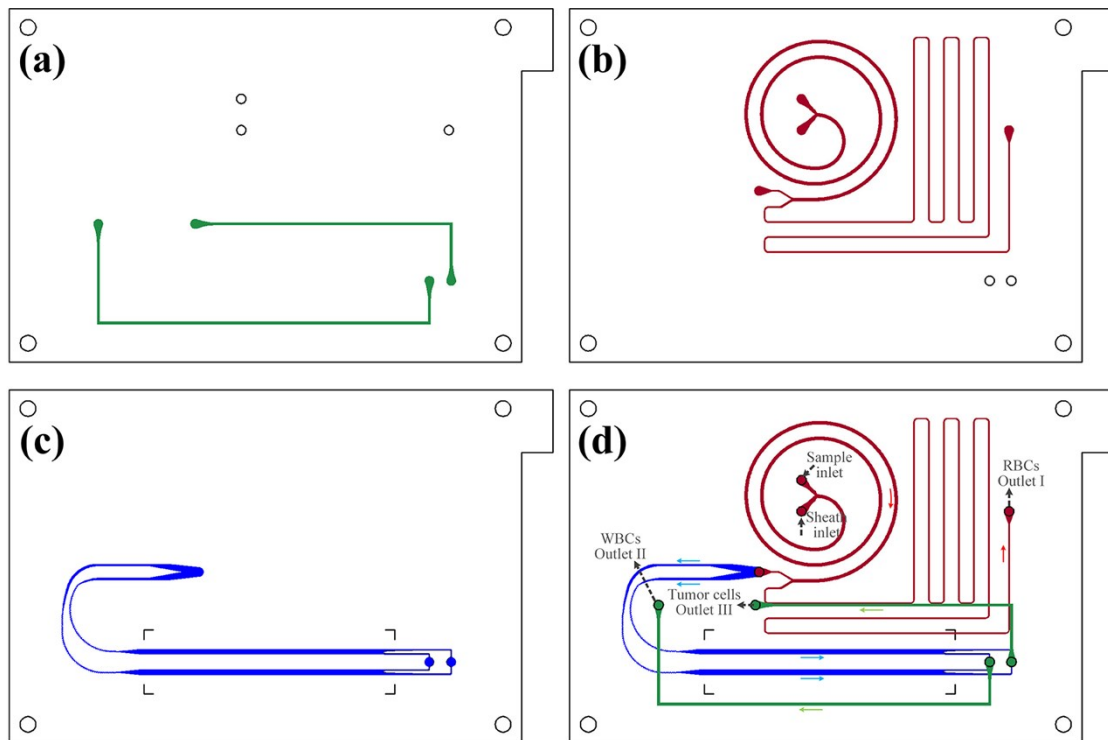 (a)
(b)
(c)
(d)
Sample
inlet
RBCs
Outlet I
Sheath
inlet
WBCs
Outlet II
Tumor cells
Outlet III